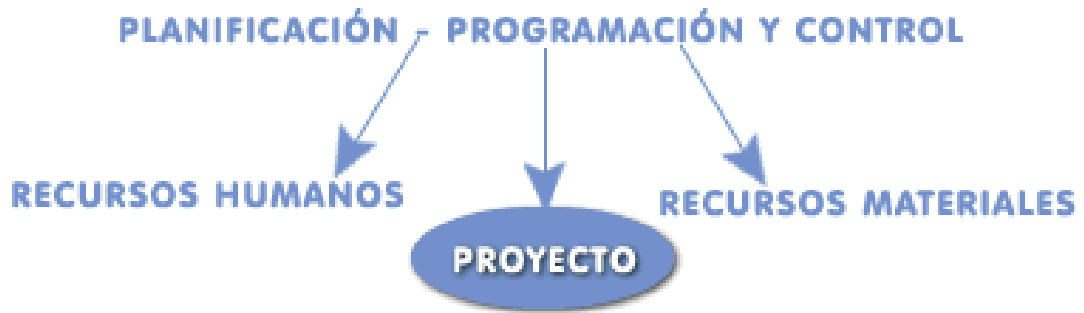 PLANIFICACIÓN - PROGRAMACIÓN Y CONTROL
RECURSOS HUMANOS
RECURSOS MATERIALES
PROYECTO